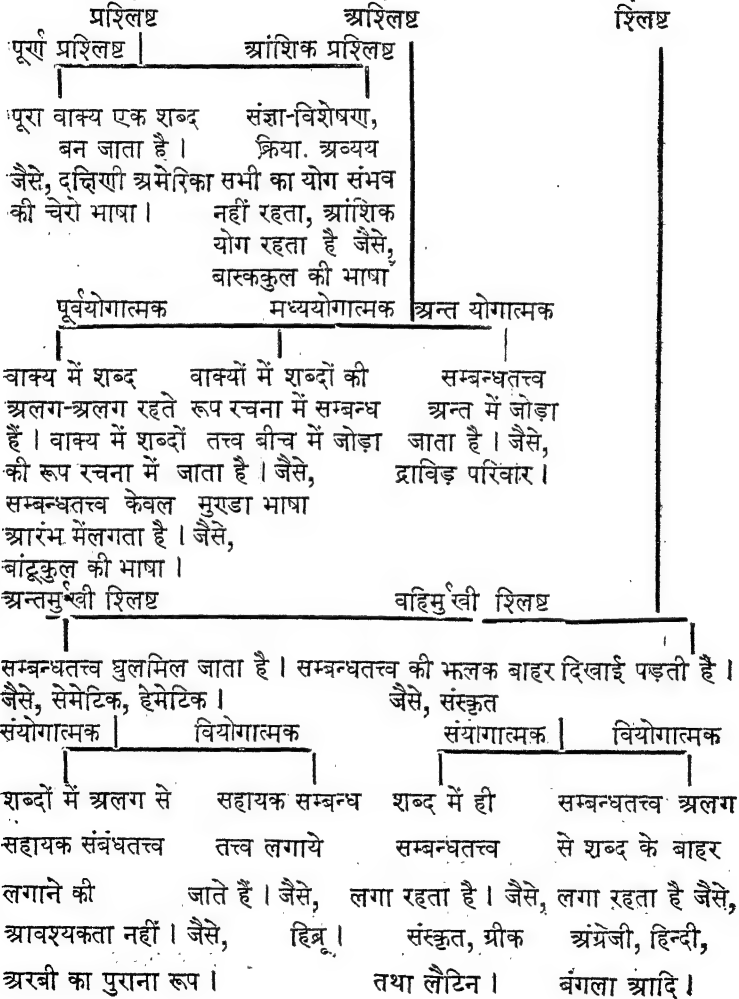 प्रश्लिष्ट अश्लिष्ट श्लिष्ट
पूर्ण प्रश्लिष्ट आंशिक प्रश्लिष्ट
पूरा वाक्य एक शब्द
बन जाता है ।
जैसे, दक्षिणी अमेरिका
की चेरो भाषा ।
संज्ञा-विशेषण,
क्रिया. अव्यय
सभी का योग संभव
नहीं रहता, आंशिक
योग रहता है जैसे,
बास्ककुल की भाषा
पूर्वयोगात्मक मध्ययोगात्मक अन्त योगात्मक
वाक्य में शब्द
अलग-अलग रहते
हैं । वाक्य में शब्दों
की रूप रचना में
सम्बन्धतत्त्व केवल
आरंभ मेंलगता है । जैसे,
बांटूकुल की भाषा ।
वाक्यों में शब्दों की
रूप रचना में सम्बन्ध
तत्त्व बीच में जोड़ा
जाता है । जैसे,
मुण्डा भाषा
सम्बन्धतत्त्व
अन्त में जोड़ा
जाता है । जैसे,
द्राविड़ परिवार ।
अन्तर्मुखी श्लिष्ट वहिर्मुखी श्लिष्ट
सम्बन्धतत्त्व घुलमिल जाता है ।
जैसे, सेमेटिक, हेमेटिक ।
सम्बन्धतत्त्व की झलक बाहर दिखाई पड़ती है ।
जैसे, संस्कृत
संयोगात्मक वियोगात्मक संयागात्मक वियोगात्मक
शब्दों में अलग से
सहायक संबंधतत्त्व
लगाने की
आवश्यकता नहीं । जैसे,
अरबी का पुराना रूप ।
सहायक सम्बन्ध
तत्त्व लगाये
जाते हैं । जैसे,
हिब्रू ।
शब्द में ही
सम्बन्धतत्त्व
लगा रहता है । जैसे,
संस्कृत, ग्रीक
तथा लैटिन ।
सम्बन्धतत्त्व अलग
से शब्द के बाहर
लगा रहता है जैसे,
अंग्रेजी, हिन्दी,
बंगला आदि ।